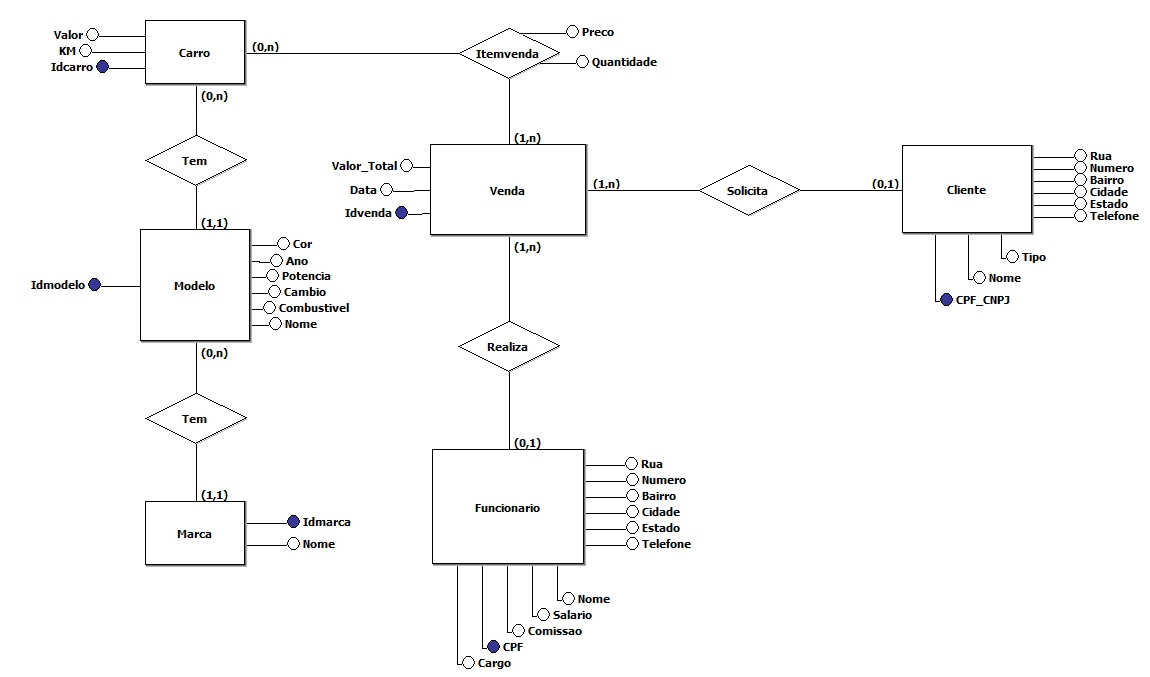 Valor
KM
Idcarro
Carro
(0,n)
Itemvenda
Preco
Quantidade
(0,n)
Tem
(1,1)
(1,n)
Valor_Total
Data
Idvenda
Venda
(1,n)
Solicita
(0,1)
Cliente
Rua
Numero
Bairro
Cidade
Estado
Telefone
Tipo
Nome
CPF_CNPJ
Idmodelo
Modelo
Cor
Ano
Potencia
Cambio
Combustivel
Nome
(1,n)
Realiza
(0,1)
(0,n)
Tem
(1,1)
Marca
Idmarca
Nome
Funcionario
Rua
Numero
Bairro
Cidade
Estado
Telefone
Nome
Salario
Comissao
CPF
Cargo